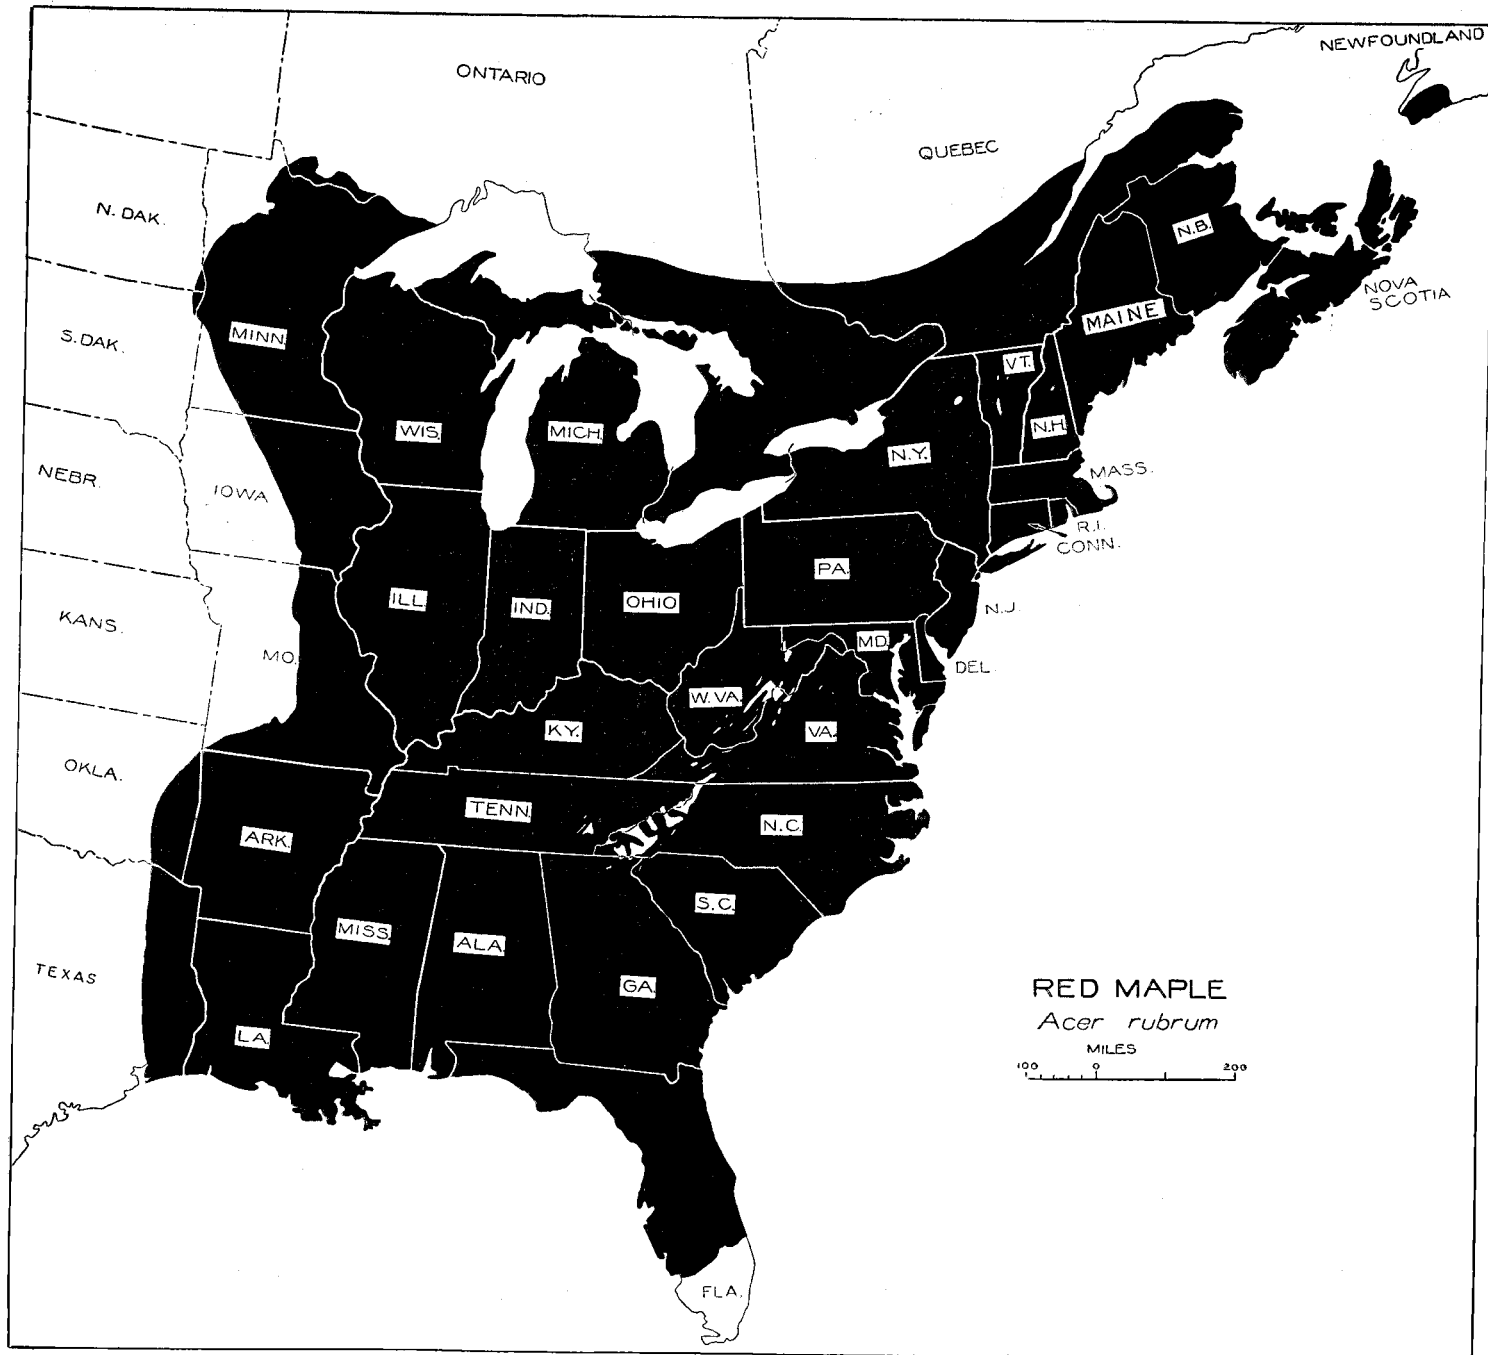 NEWFOUNDLAND
ONTARIO
QUEBEC
N. DAK.
N.B.
NOVA
SCOTIA
MAINE
S. DAK.
MINN.
VT.
WIS.
MICH.
N.H.
N.Y.
MASS.
NEBR.
IOWA
R.I.
CONN.
PA.
ILL.
IND.
OHIO
N.J.
KANS.
MD.
MO.
DEL.
W. VA.
KY.
VA.
OKLA.
TENN.
N.C.
ARK.
S.C.
MISS.
ALA.
TEXAS
GA.
RED MAPLE
Acer rubrum
LA.
MILES
100 0 200
FLA.